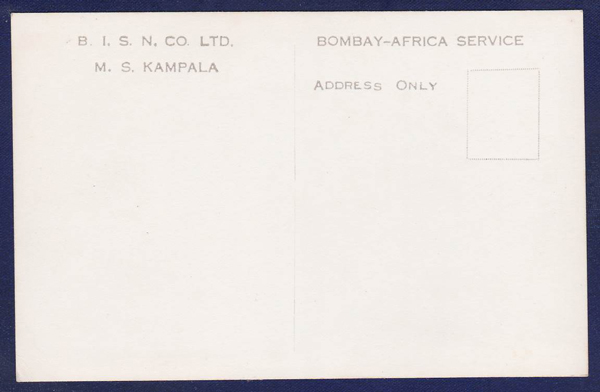 B. I. S. N. CO. LTD.
M. S. KAMPALA
BOMBAY–AFRICA SERVICE
ADDRESS ONLY